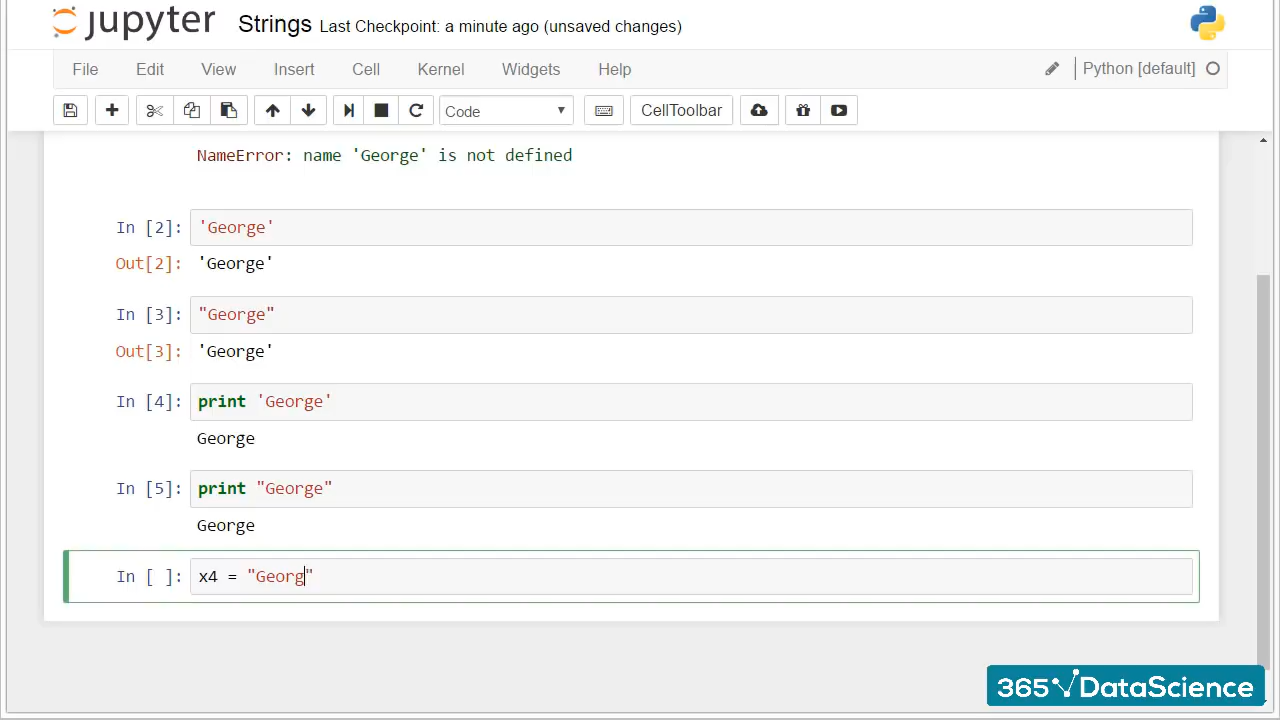 jupyter Strings Last Checkpoint: a minute ago (unsaved changes)
File Edit View Insert Cell Kernel Widgets Help Python [default]
Code CellToolbar
NameError: name 'George' is not defined
In [2]: 'George'
Out[2]: 'George'
In [3]: "George"
Out[3]: 'George'
In [4]: print 'George'
George
In [5]: print "George"
George
In [ ]: x4 = "Georg"
365 DataScience